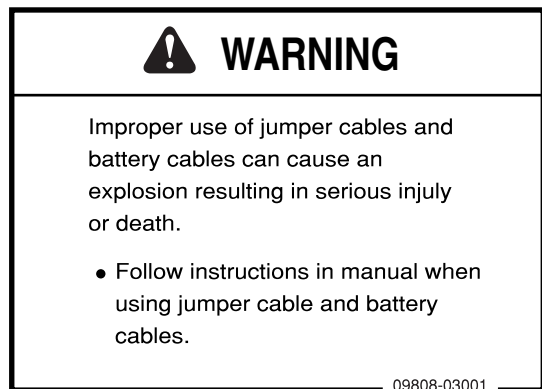 WARNING
Improper use of jumper cables and
battery cables can cause an
explosion resulting in serious injuly
or death.
● Follow instructions in manual when
using jumper cable and battery
cables.
09808-03001